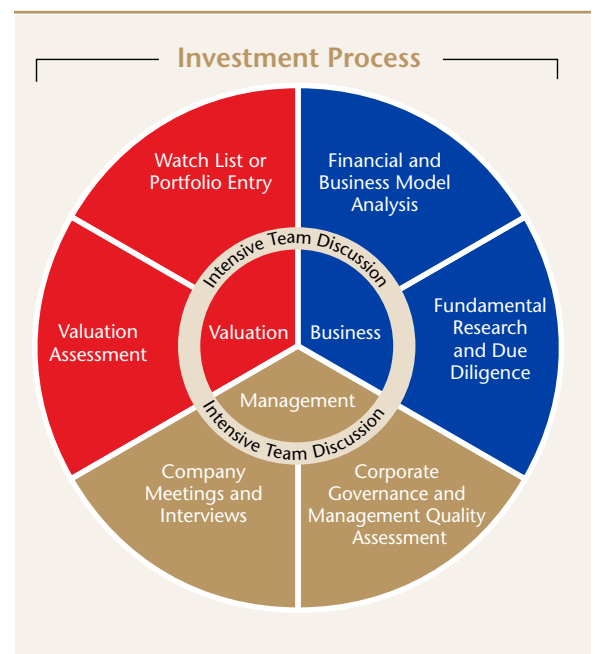 Investment Process
Watch List or
Portfolio Entry
Financial and
Business Model
Analysis
Intensive Team Discussion
Valuation
Assessment
Valuation
Business
Fundamental
Research
and Due
Diligence
Management
Intensive Team Discussion
Company
Meetings and
Interviews
Corporate
Governance and
Management Quality
Assessment